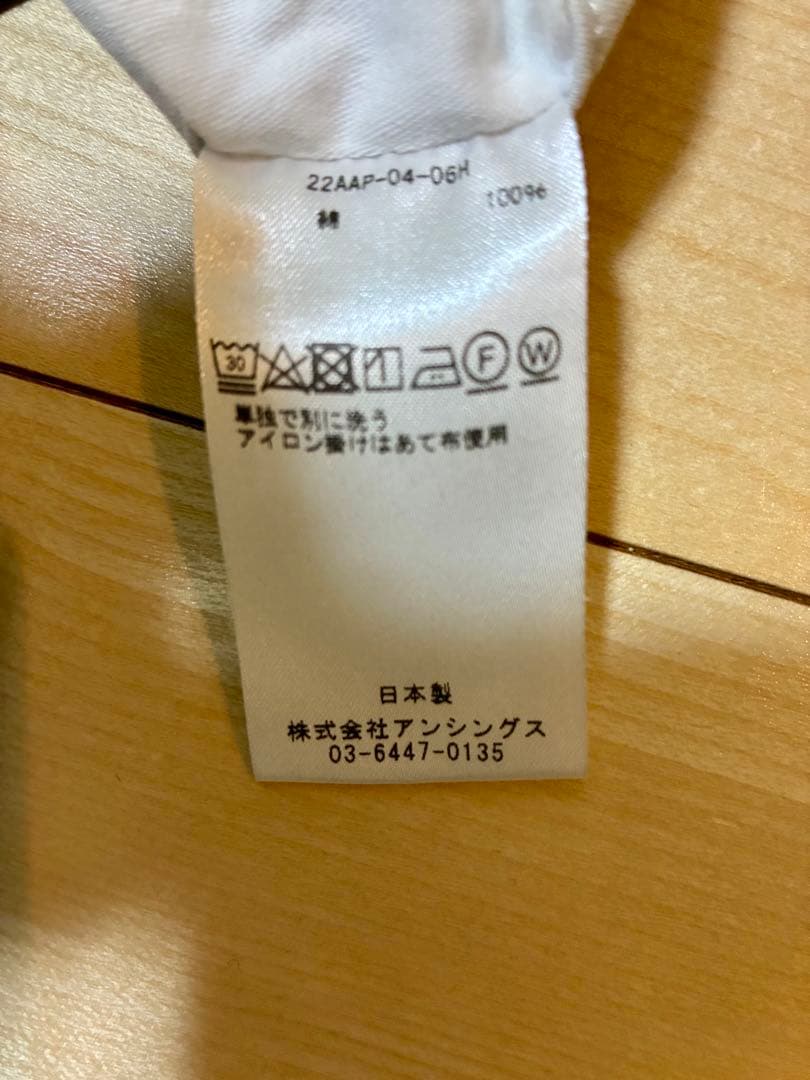 22AAP-04-06H
綿 100%
30
F W
単独で別に洗う
アイロン掛けはあて布使用
日本製
株式会社アンシングス
03-6447-0135